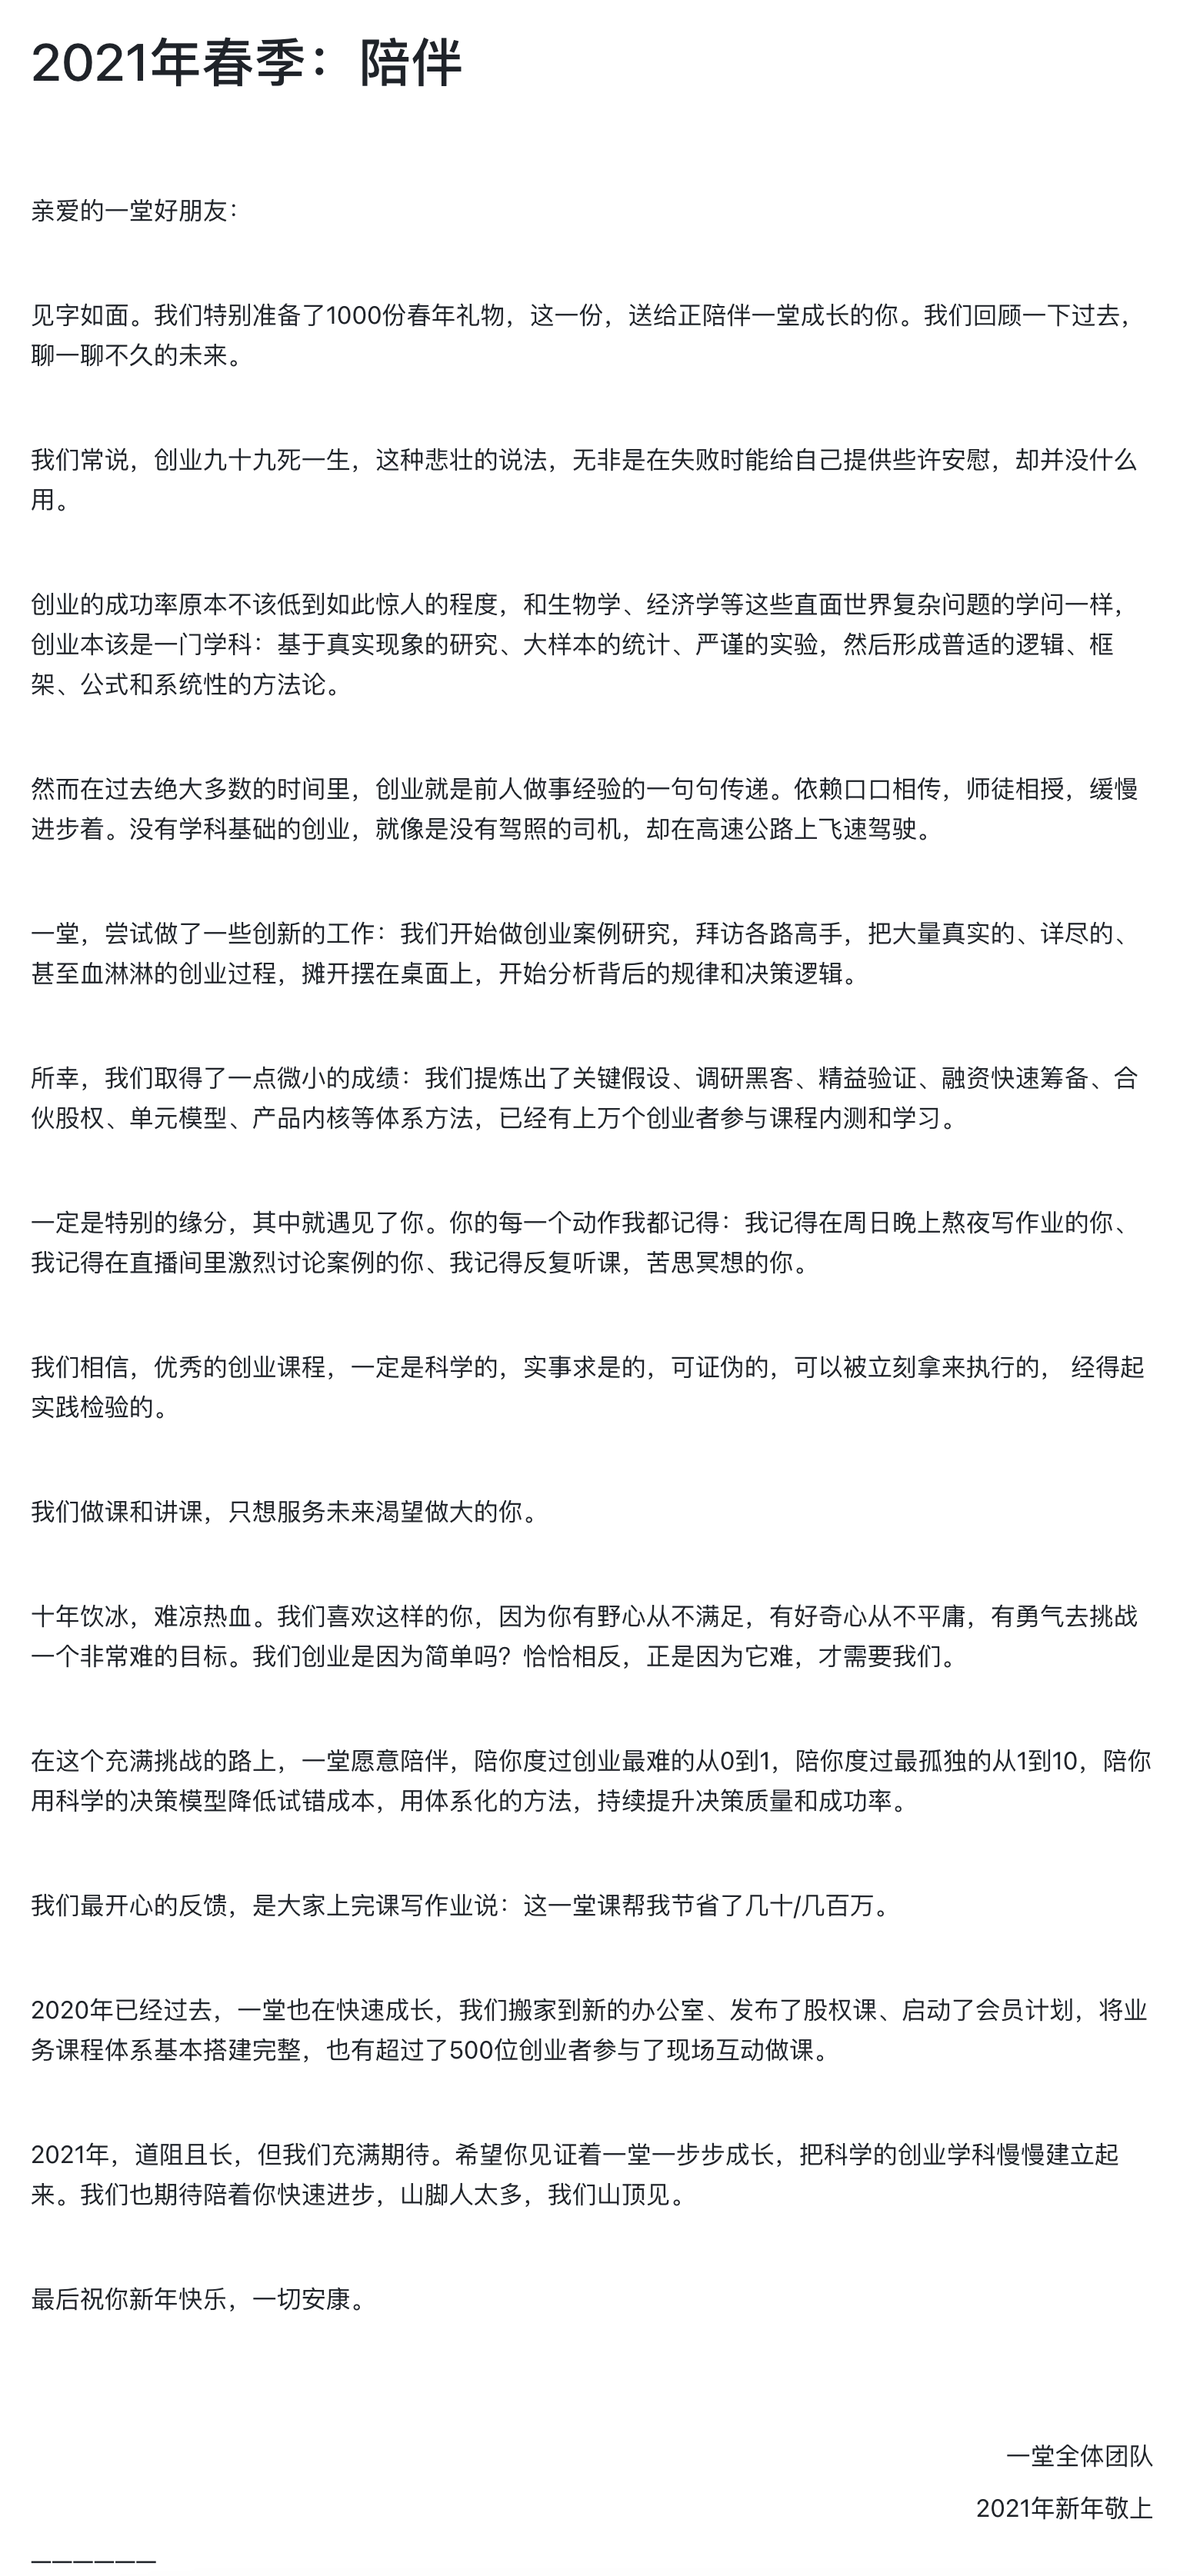 2021年春季：陪伴
亲爱的一堂好朋友：
见字如面。我们特别准备了1000份春年礼物，这一份，送给正陪伴一堂成长的你。我们回顾一下过去，
聊一聊不久的未来。
我们常说，创业九十九死一生，这种悲壮的说法，无非是在失败时能给自己提供些许安慰，却并没什么
用。
创业的成功率原本不该低到如此惊人的程度，和生物学、经济学等这些直面世界复杂问题的学问一样，
创业本该是一门学科：基于真实现象的研究、大样本的统计、严谨的实验，然后形成普适的逻辑、框
架、公式和系统性的方法论。
然而在过去绝大多数的时间里，创业就是前人做事经验的一句句传递。依赖口口相传，师徒相授，缓慢
进步着。没有学科基础的创业，就像是没有驾照的司机，却在高速公路上飞速驾驶。
一堂，尝试做了一些创新的工作：我们开始做创业案例研究，拜访各路高手，把大量真实的、详尽的、
甚至血淋淋的创业过程，摊开摆在桌面上，开始分析背后的规律和决策逻辑。
所幸，我们取得了一点微小的成绩：我们提炼出了关键假设、调研黑客、精益验证、融资快速筹备、合
伙股权、单元模型、产品内核等体系方法，已经有上万个创业者参与课程内测和学习。
一定是特别的缘分，其中就遇见了你。你的每一个动作我都记得：我记得在周日晚上熬夜写作业的你、
我记得在直播间里激烈讨论案例的你、我记得反复听课，苦思冥想的你。
我们相信，优秀的创业课程，一定是科学的，实事求是的，可证伪的，可以被立刻拿来执行的， 经得起
实践检验的。
我们做课和讲课，只想服务未来渴望做大的你。
十年饮冰，难凉热血。我们喜欢这样的你，因为你有野心从不满足，有好奇心从不平庸，有勇气去挑战
一个非常难的目标。我们创业是因为简单吗？恰恰相反，正是因为它难，才需要我们。
在这个充满挑战的路上，一堂愿意陪伴，陪你度过创业最难的从0到1，陪你度过最孤独的从1到10，陪你
用科学的决策模型降低试错成本，用体系化的方法，持续提升决策质量和成功率。
我们最开心的反馈，是大家上完课写作业说：这一堂课帮我节省了几十/几百万。
2020年已经过去，一堂也在快速成长，我们搬家到新的办公室、发布了股权课、启动了会员计划，将业
务课程体系基本搭建完整，也有超过了500位创业者参与了现场互动做课。
2021年，道阻且长，但我们充满期待。希望你见证着一堂一步步成长，把科学的创业学科慢慢建立起
来。我们也期待陪着你快速进步，山脚人太多，我们山顶见。
最后祝你新年快乐，一切安康。
一堂全体团队
2021年新年敬上
——————